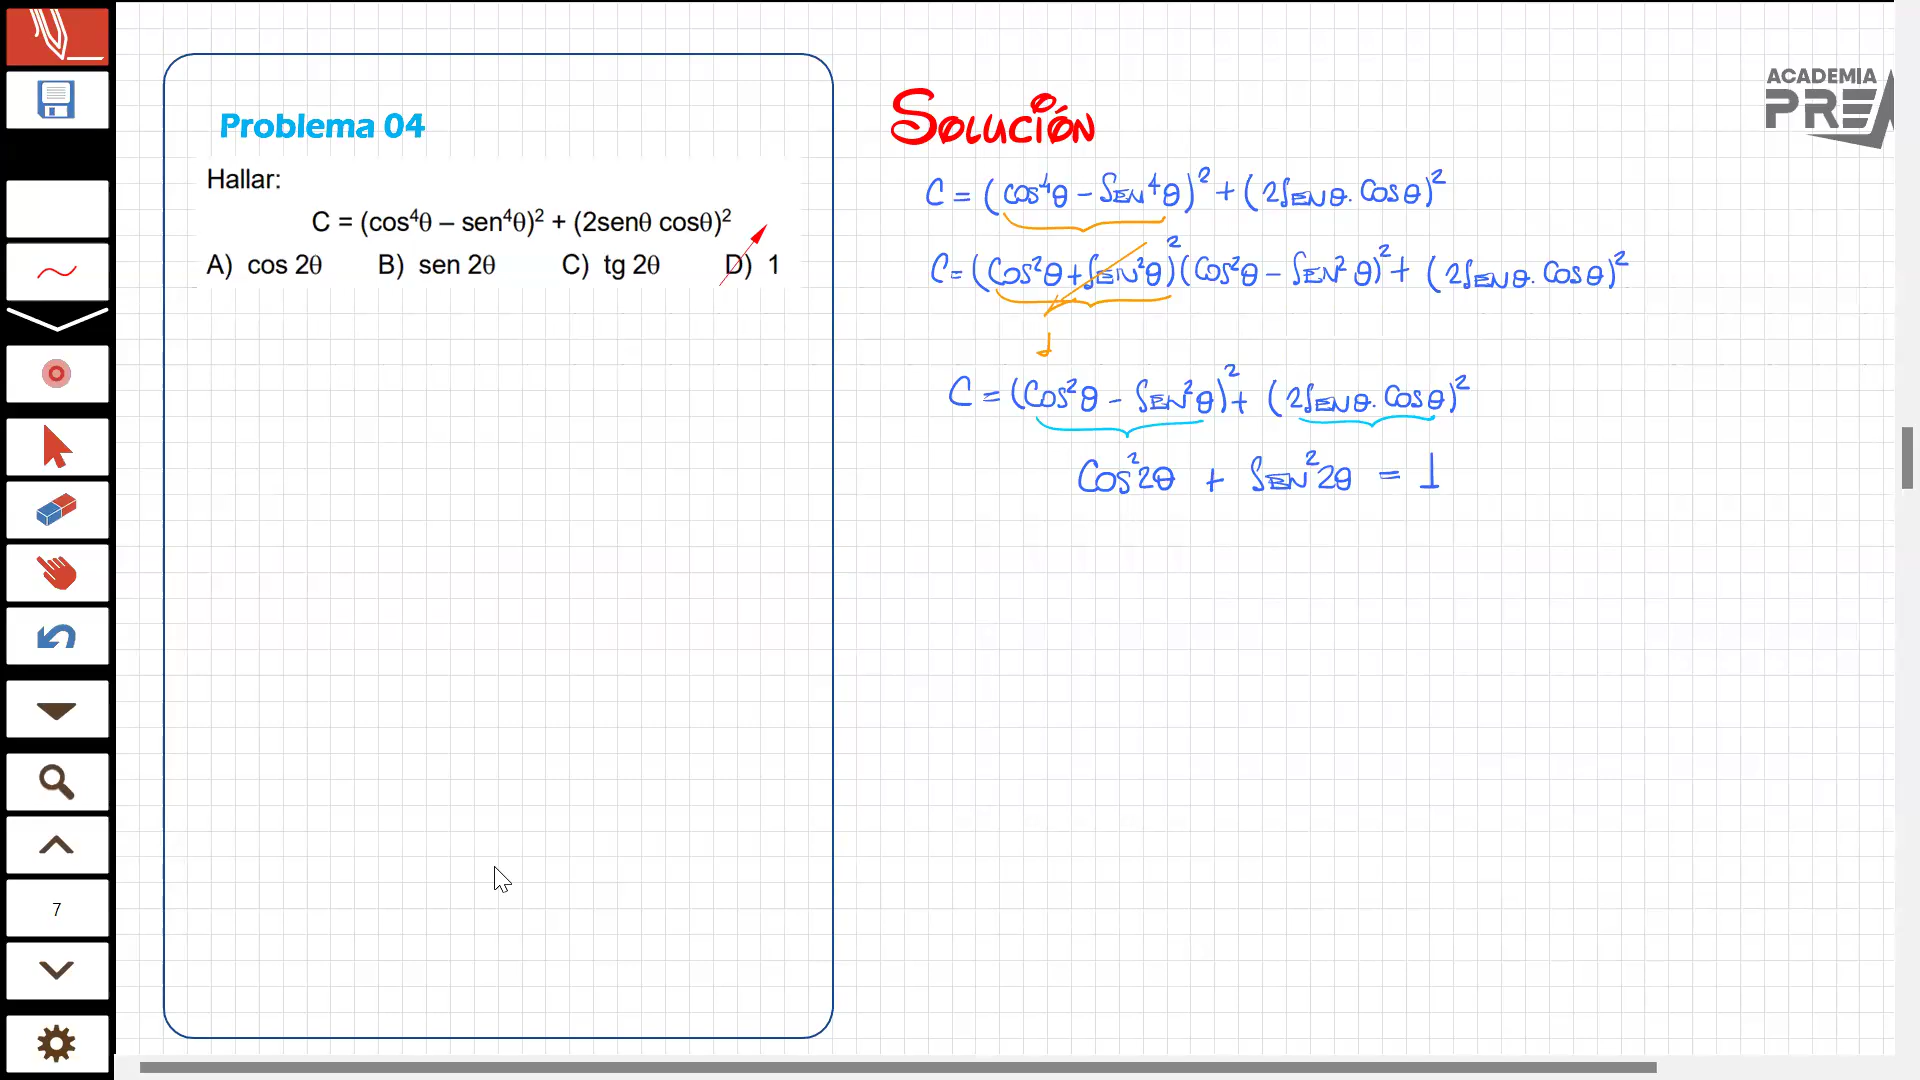 Problema 04
Hallar:
C = (cos⁴θ – sen⁴θ)² + (2senθ cosθ)²
A) cos 2θ B) sen 2θ C) tg 2θ D) 1
Solución
C = (cos⁴θ - Sen⁴θ)² + (2Senθ. Cosθ)²
C = (Cos²θ + Sen²θ)²(Cos²θ - Sen²θ)² + (2Senθ. Cosθ)²
1
C = (Cos²θ - Sen²θ)² + (2Senθ. Cosθ)²
Cos²2θ + Sen²2θ = 1
ACADEMIA
PRE
7